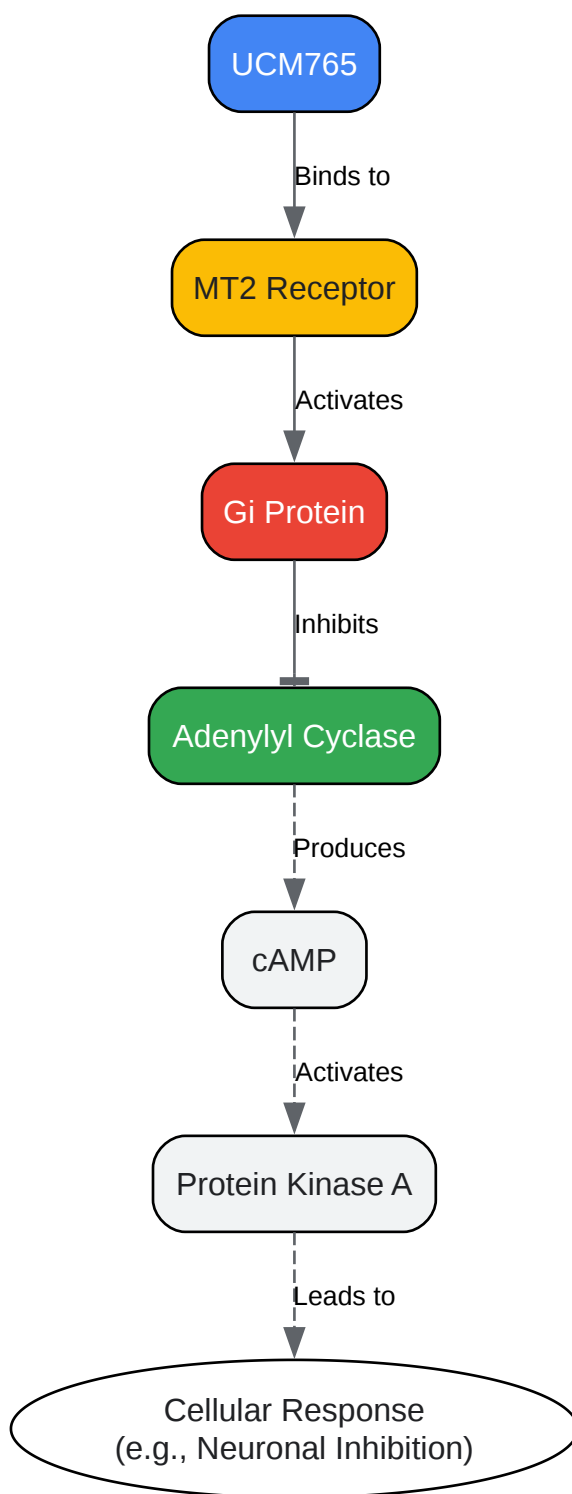 UCM765
Binds to
MT2 Receptor
Activates
Gi Protein
Inhibits
Adenylyl Cyclase
Produces
cAMP
Activates
Protein Kinase A
Leads to
Cellular Response
(e.g., Neuronal Inhibition)